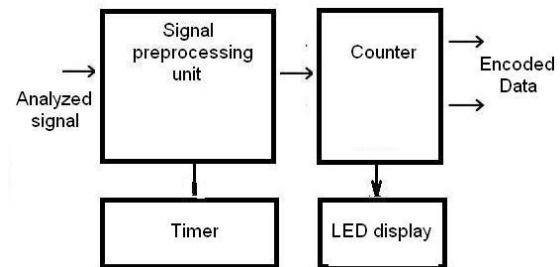 Signal
preprocessing
unit
Counter
Analyzed
signal
Encoded
Data
Timer
LED display